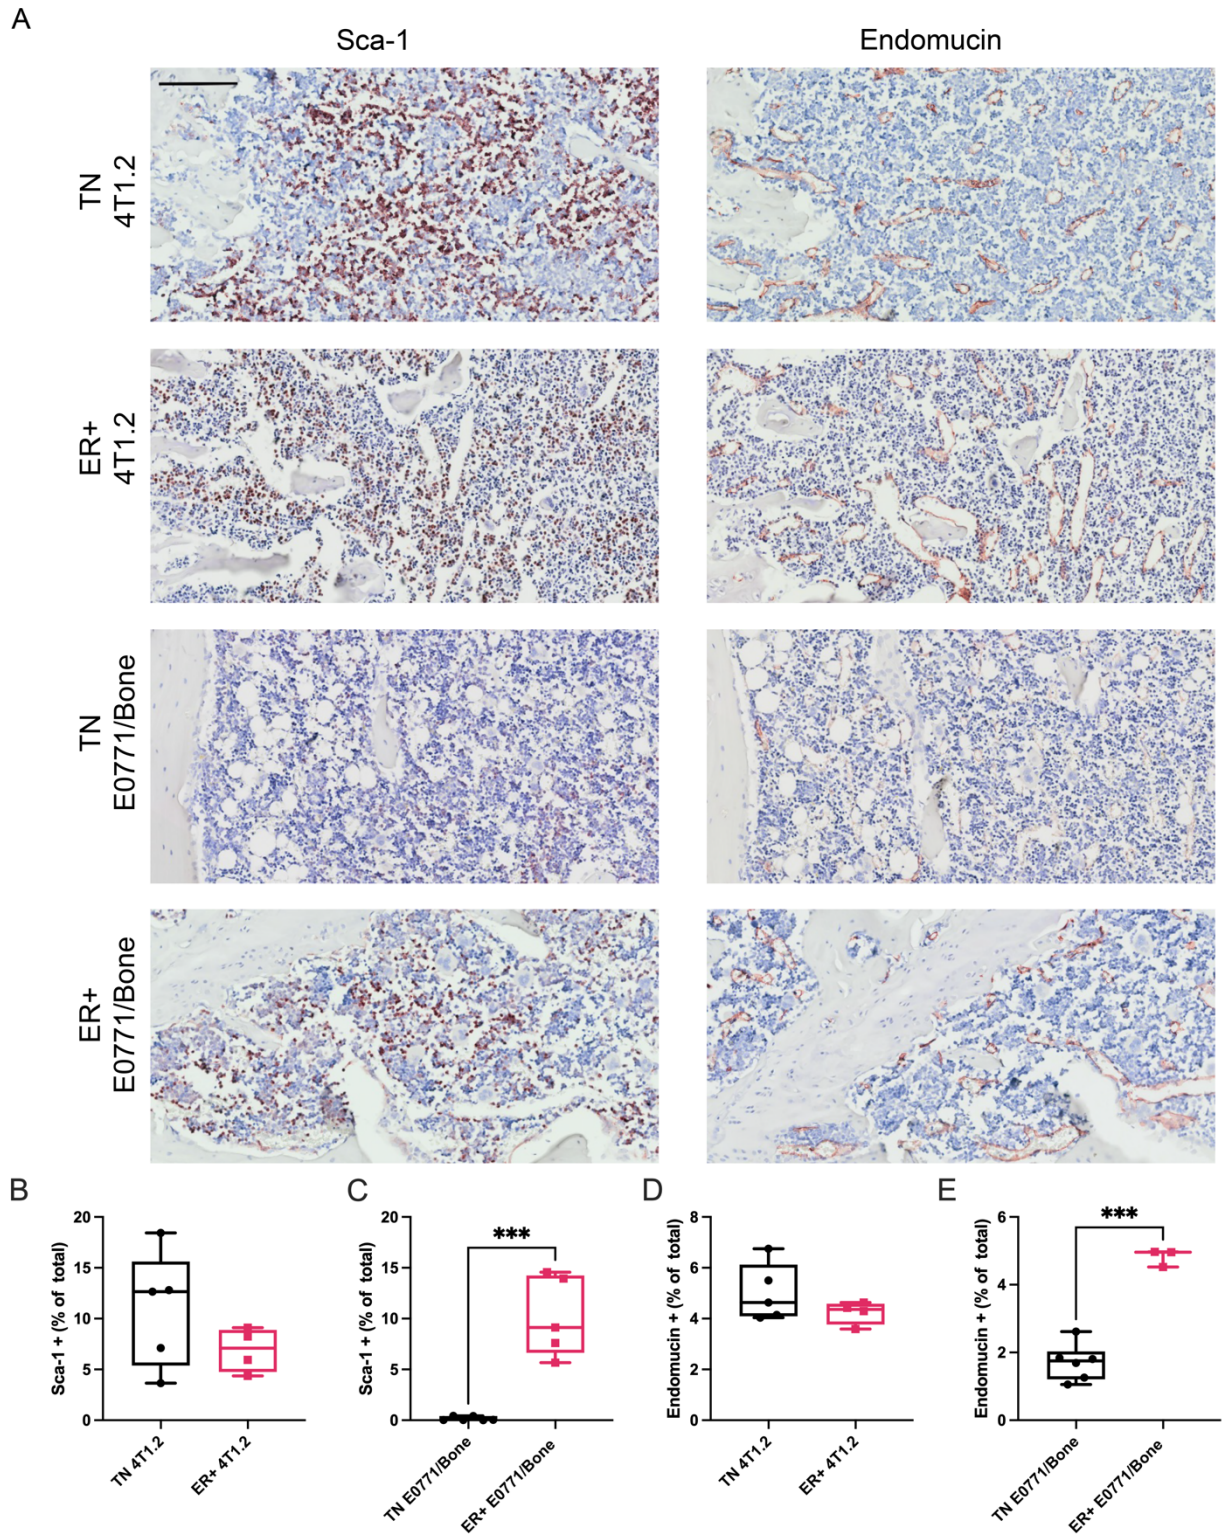 A
Sca-1
Endomucin
TN
4T1.2
ER+
4T1.2
TN
E0771/Bone
ER+
E0771/Bone
B
Sca-1 + (% of total)
20
15
10
5
0
TN 4T1.2
ER+ 4T1.2
C
Sca-1 + (% of total)
20
15
10
5
0
***
TN E0771/Bone
ER+ E0771/Bone
D
Endomucin + (% of total)
8
6
4
2
0
TN 4T1.2
ER+ 4T1.2
E
Endomucin + (% of total)
6
4
2
0
***
TN E0771/Bone
ER+ E0771/Bone